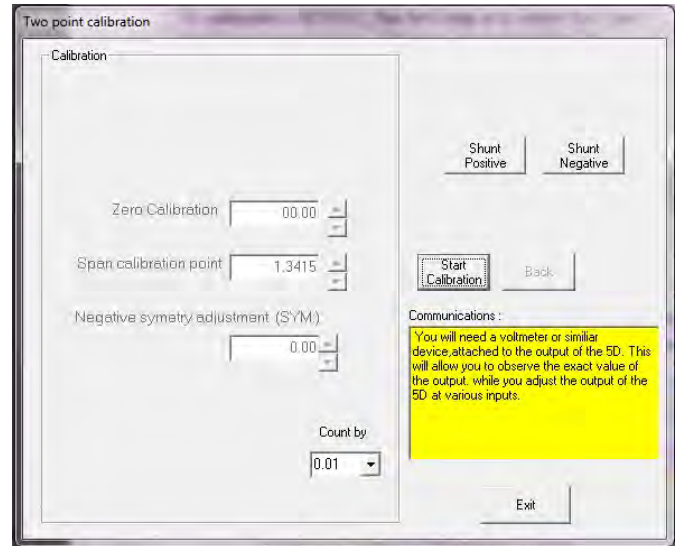 Two point calibration
Calibration
Shunt
Positive
Shunt
Negative
Zero Calibration
00.00
Span calibration point
1.3415
Start
Calibration
Back
Negative symetry adjustment (SYM)
0.00
Communications :
You will need a voltmeter or similiar
device,attached to the output of the 5D. This
will allow you to observe the exact value of
the output. while you adjust the output of the
5D at various inputs.
Count by
0.01
Exit